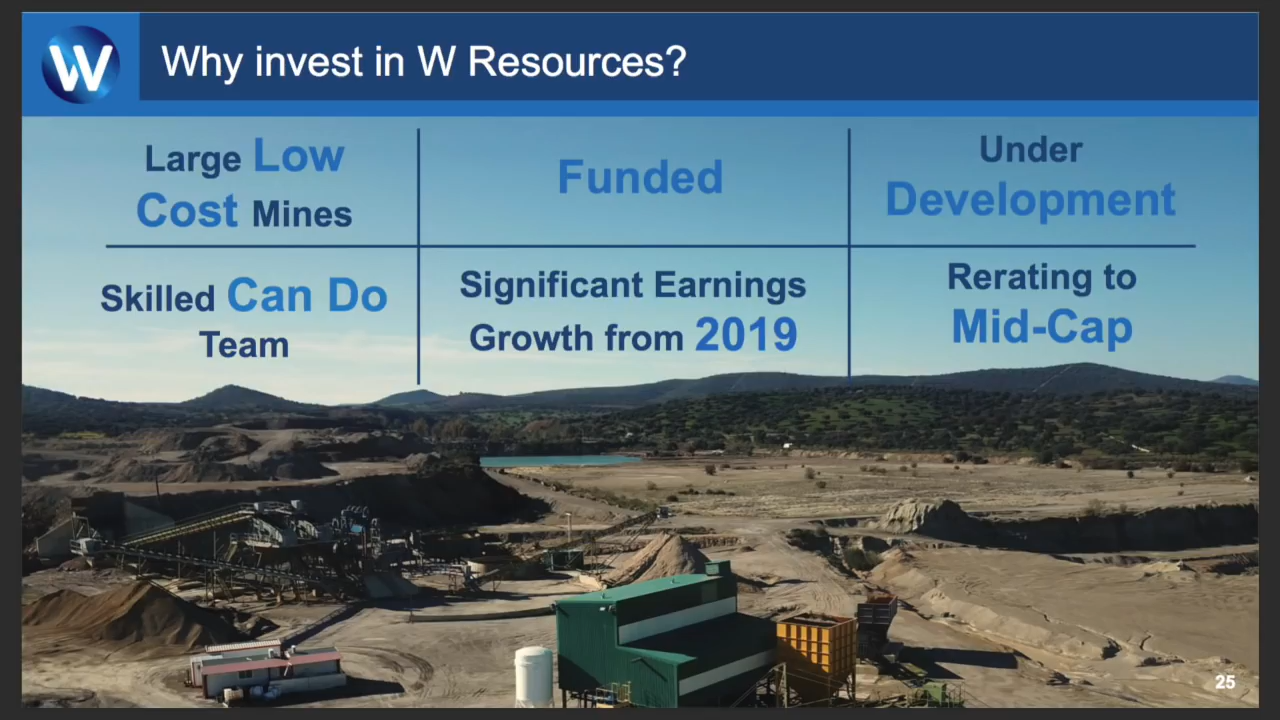 W
Why invest in W Resources?
Large Low
Cost Mines
Funded
Under
Development
Skilled Can Do
Team
Significant Earnings
Growth from 2019
Rerating to
Mid-Cap
25